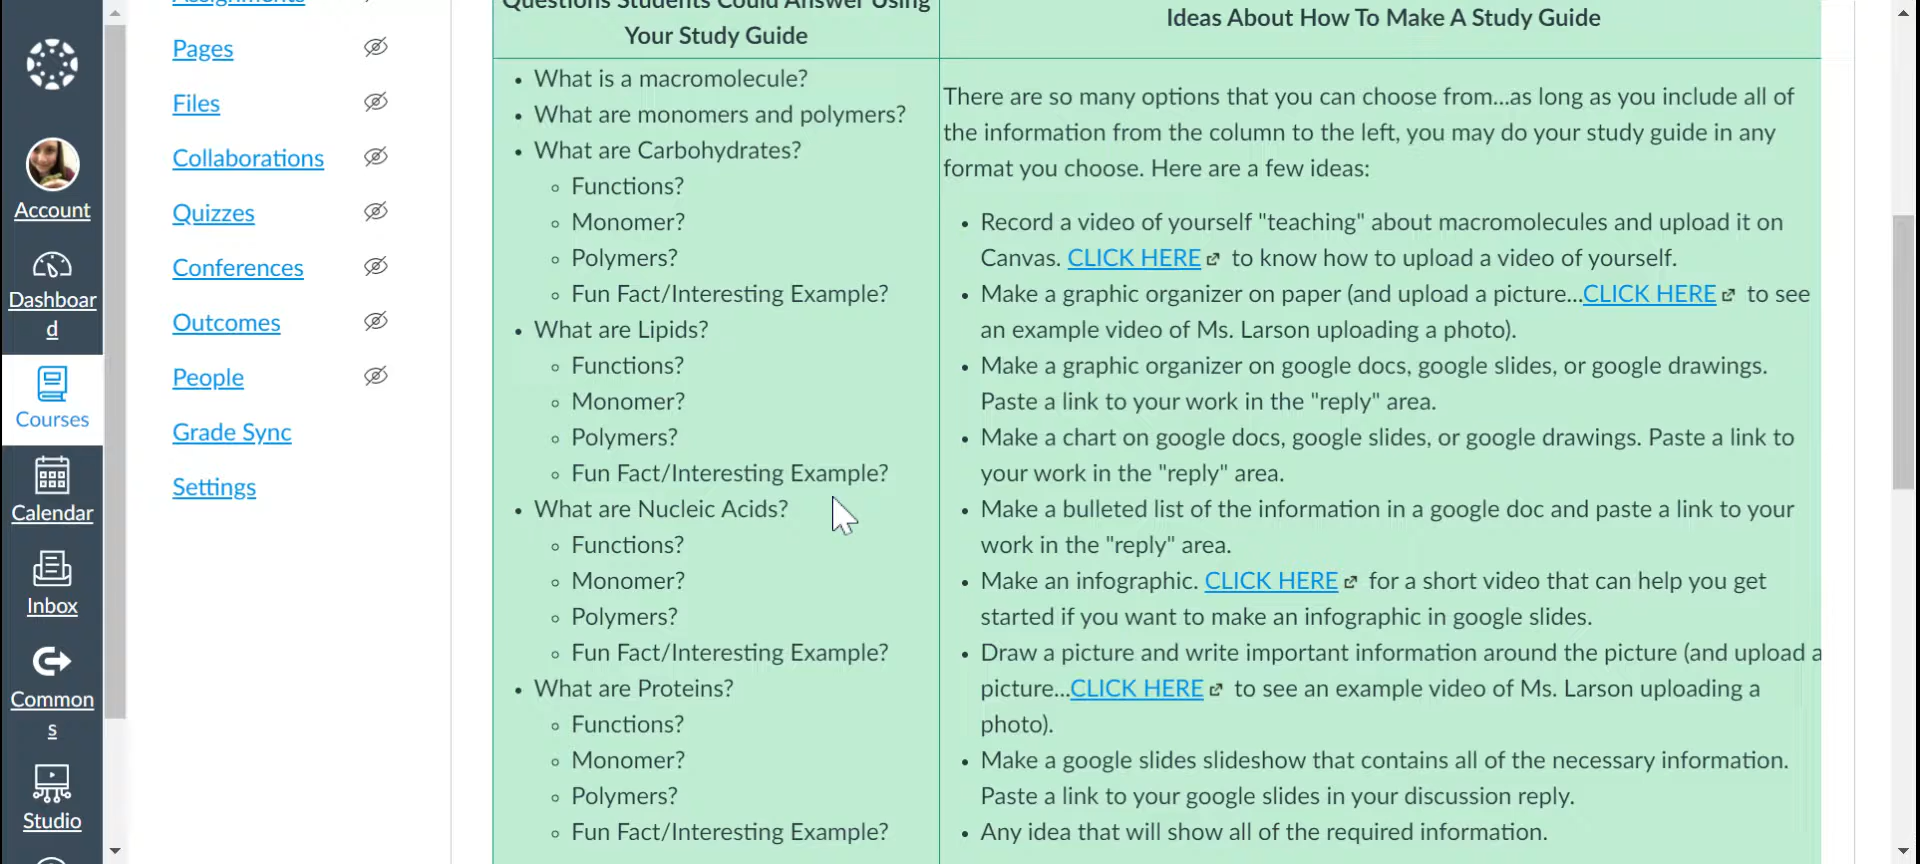 Account
Dashboar
d
Courses
Calendar
Inbox
Common
s
Studio
Assignments
Pages
Files
Collaborations
Quizzes
Conferences
Outcomes
People
Grade Sync
Settings
Questions Students Could Answer Using
Your Study Guide
• What is a macromolecule?
• What are monomers and polymers?
• What are Carbohydrates?
◦ Functions?
◦ Monomer?
◦ Polymers?
◦ Fun Fact/Interesting Example?
• What are Lipids?
◦ Functions?
◦ Monomer?
◦ Polymers?
◦ Fun Fact/Interesting Example?
• What are Nucleic Acids?
◦ Functions?
◦ Monomer?
◦ Polymers?
◦ Fun Fact/Interesting Example?
• What are Proteins?
◦ Functions?
◦ Monomer?
◦ Polymers?
◦ Fun Fact/Interesting Example?
Ideas About How To Make A Study Guide
There are so many options that you can choose from...as long as you include all of
the information from the column to the left, you may do your study guide in any
format you choose. Here are a few ideas:
• Record a video of yourself "teaching" about macromolecules and upload it on
Canvas. CLICK HERE to know how to upload a video of yourself.
• Make a graphic organizer on paper (and upload a picture...CLICK HERE to see
an example video of Ms. Larson uploading a photo).
• Make a graphic organizer on google docs, google slides, or google drawings.
Paste a link to your work in the "reply" area.
• Make a chart on google docs, google slides, or google drawings. Paste a link to
your work in the "reply" area.
• Make a bulleted list of the information in a google doc and paste a link to your
work in the "reply" area.
• Make an infographic. CLICK HERE for a short video that can help you get
started if you want to make an infographic in google slides.
• Draw a picture and write important information around the picture (and upload a
picture...CLICK HERE to see an example video of Ms. Larson uploading a
photo).
• Make a google slides slideshow that contains all of the necessary information.
Paste a link to your google slides in your discussion reply.
• Any idea that will show all of the required information.